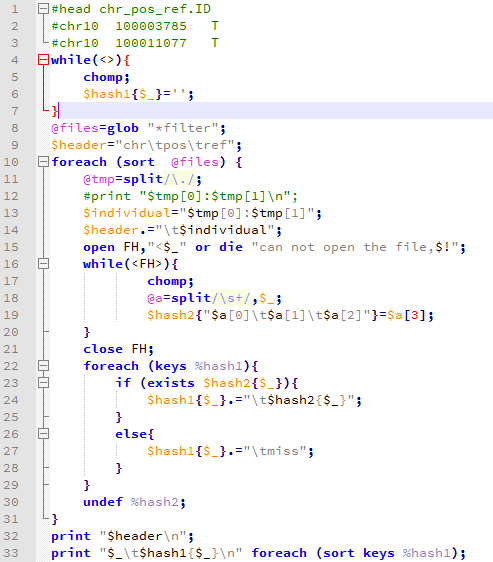 1 #head chr_pos_ref.ID
2 #chr10  100003785   T
3 #chr10  100011077   T
4 while(<>){
5     chomp;
6     $hash1{$_}='';
7 }
8 @files=glob "*filter";
9 $header="chr\tpos\tref";
10 foreach (sort  @files) {
11     @tmp=split/\./;
12     #print "$tmp[0]:$tmp[1]\n";
13     $individual="$tmp[0]:$tmp[1]";
14     $header.="\t$individual";
15     open FH,"<$_" or die "can not open the file,$!";
16     while(<FH>){
17             chomp;
18             @a=split/\s+/,$_;
19             $hash2{"$a[0]\t$a[1]\t$a[2]"}=$a[3];
20     }
21     close FH;
22     foreach (keys %hash1){
23         if (exists $hash2{$_}){
24             $hash1{$_}.="\t$hash2{$_}";
25         }
26         else{
27             $hash1{$_}.="\tmiss";
28         }
29     }
30     undef %hash2;
31 }
32 print "$header\n";
33 print "$_\t$hash1{$_}\n" foreach (sort keys %hash1);